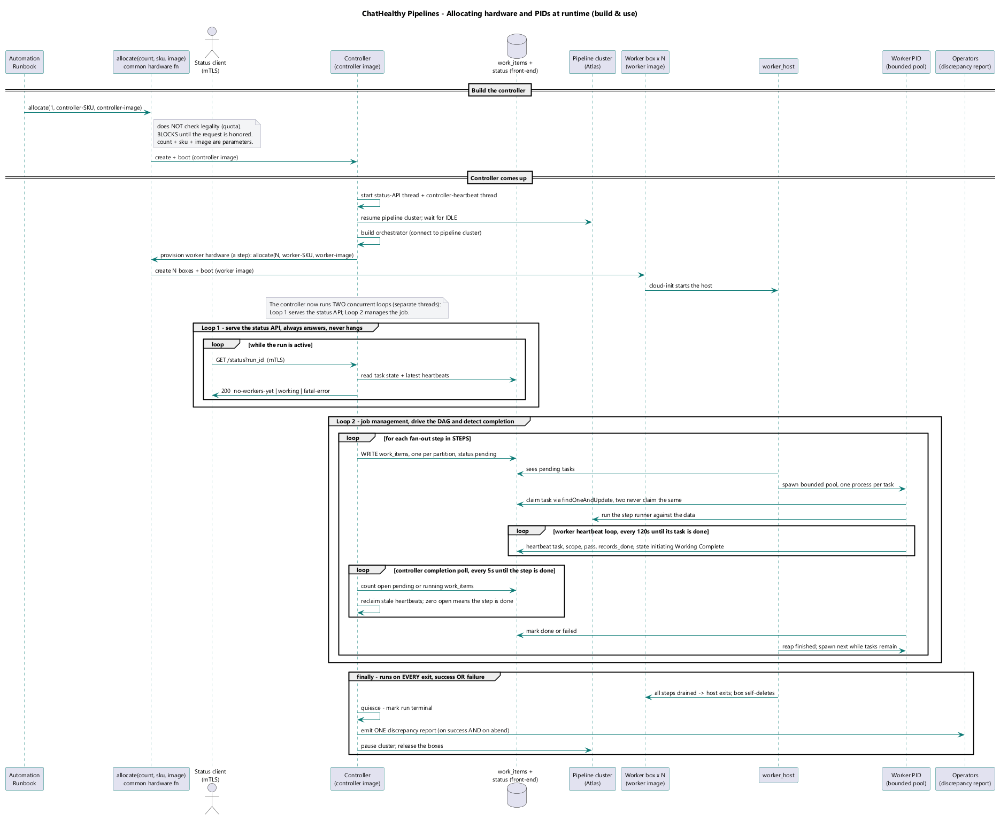 ChatHealthy Pipelines - Allocating hardware and PIDs at runtime (build & use)
Automation
Runbook
allocate(count, sku, image)
common hardware fn
Status client
(mTLS)
Controller
(controller image)
work_items +
status (front-end)
Pipeline cluster
(Atlas)
Worker box x N
(worker image)
worker_host
Worker PID
(bounded pool)
Operators
(discrepancy report)
Build the controller
allocate(1, controller-SKU, controller-image)
does NOT check legality (quota).
BLOCKS until the request is honored.
count + sku + image are parameters.
create + boot (controller image)
Controller comes up
start status-API thread + controller-heartbeat thread
resume pipeline cluster; wait for IDLE
build orchestrator (connect to pipeline cluster)
provision worker hardware (a step): allocate(N, worker-SKU, worker-image)
create N boxes + boot (worker image)
cloud-init starts the host
The controller now runs TWO concurrent loops (separate threads):
Loop 1 serves the status API; Loop 2 manages the job.
Loop 1 - serve the status API, always answers, never hangs
loop [while the run is active]
GET /status?run_id (mTLS)
read task state + latest heartbeats
200 no-workers-yet | working | fatal-error
Loop 2 - job management, drive the DAG and detect completion
loop [for each fan-out step in STEPS]
WRITE work_items, one per partition, status pending
sees pending tasks
spawn bounded pool, one process per task
claim task via findOneAndUpdate, two never claim the same
run the step runner against the data
loop [worker heartbeat loop, every 120s until its task is done]
heartbeat task, scope, pass, records_done, state Initiating Working Complete
loop [controller completion poll, every 5s until the step is done]
count open pending or running work_items
reclaim stale heartbeats; zero open means the step is done
mark done or failed
reap finished; spawn next while tasks remain
finally - runs on EVERY exit, success OR failure
all steps drained -> host exits; box self-deletes
quiesce - mark run terminal
emit ONE discrepancy report (on success AND on abend)
pause cluster; release the boxes
Automation
Runbook
allocate(count, sku, image)
common hardware fn
Status client
(mTLS)
Controller
(controller image)
work_items +
status (front-end)
Pipeline cluster
(Atlas)
Worker box x N
(worker image)
worker_host
Worker PID
(bounded pool)
Operators
(discrepancy report)